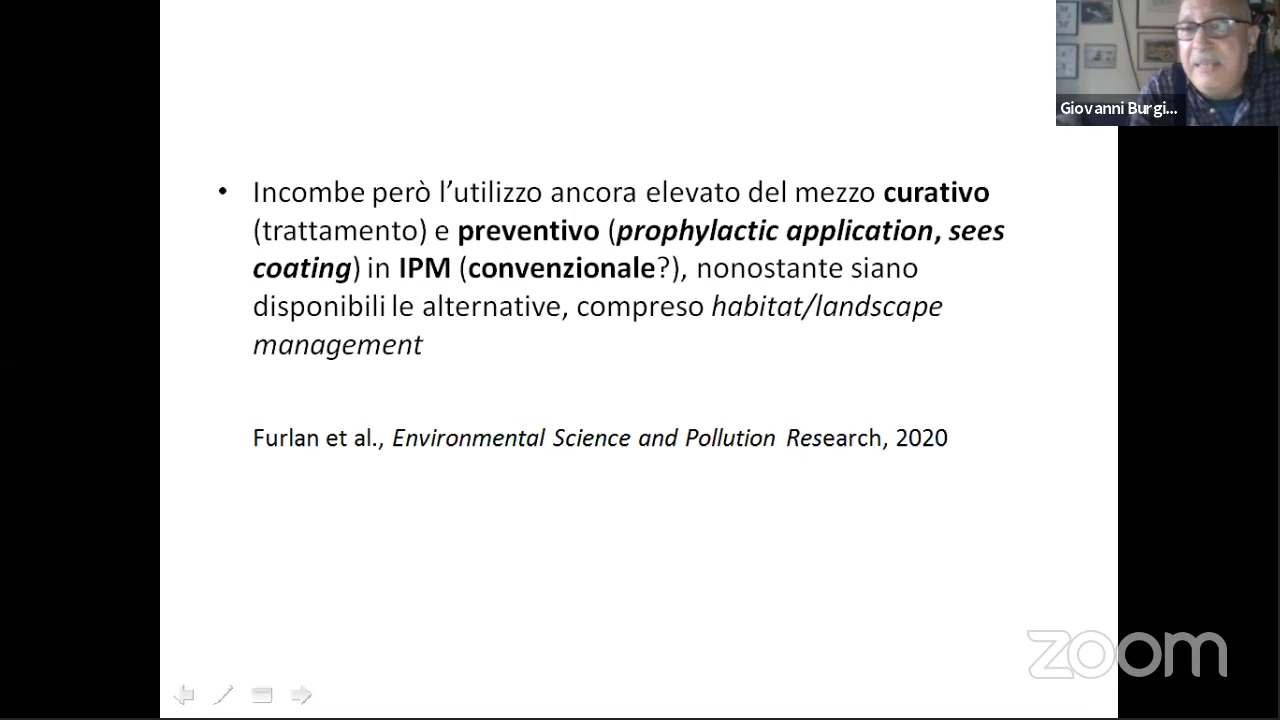 Giovanni Burgi...
• Incombe però l’utilizzo ancora elevato del mezzo curativo
(trattamento) e preventivo (prophylactic application, sees
coating) in IPM (convenzionale?), nonostante siano
disponibili le alternative, compreso habitat/landscape
management
Furlan et al., Environmental Science and Pollution Research, 2020
zoom